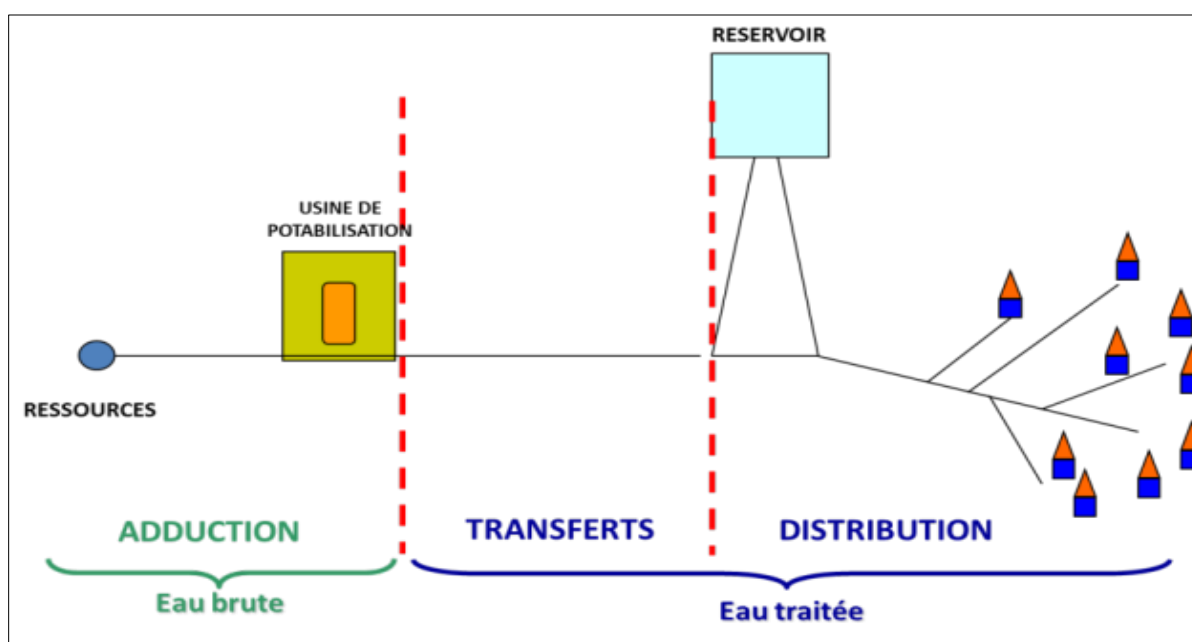 RESERVOIR
USINE DE
POTABILISATION
RESSOURCES
ADDUCTION
TRANSFERTS
DISTRIBUTION
Eau brute
Eau traitée